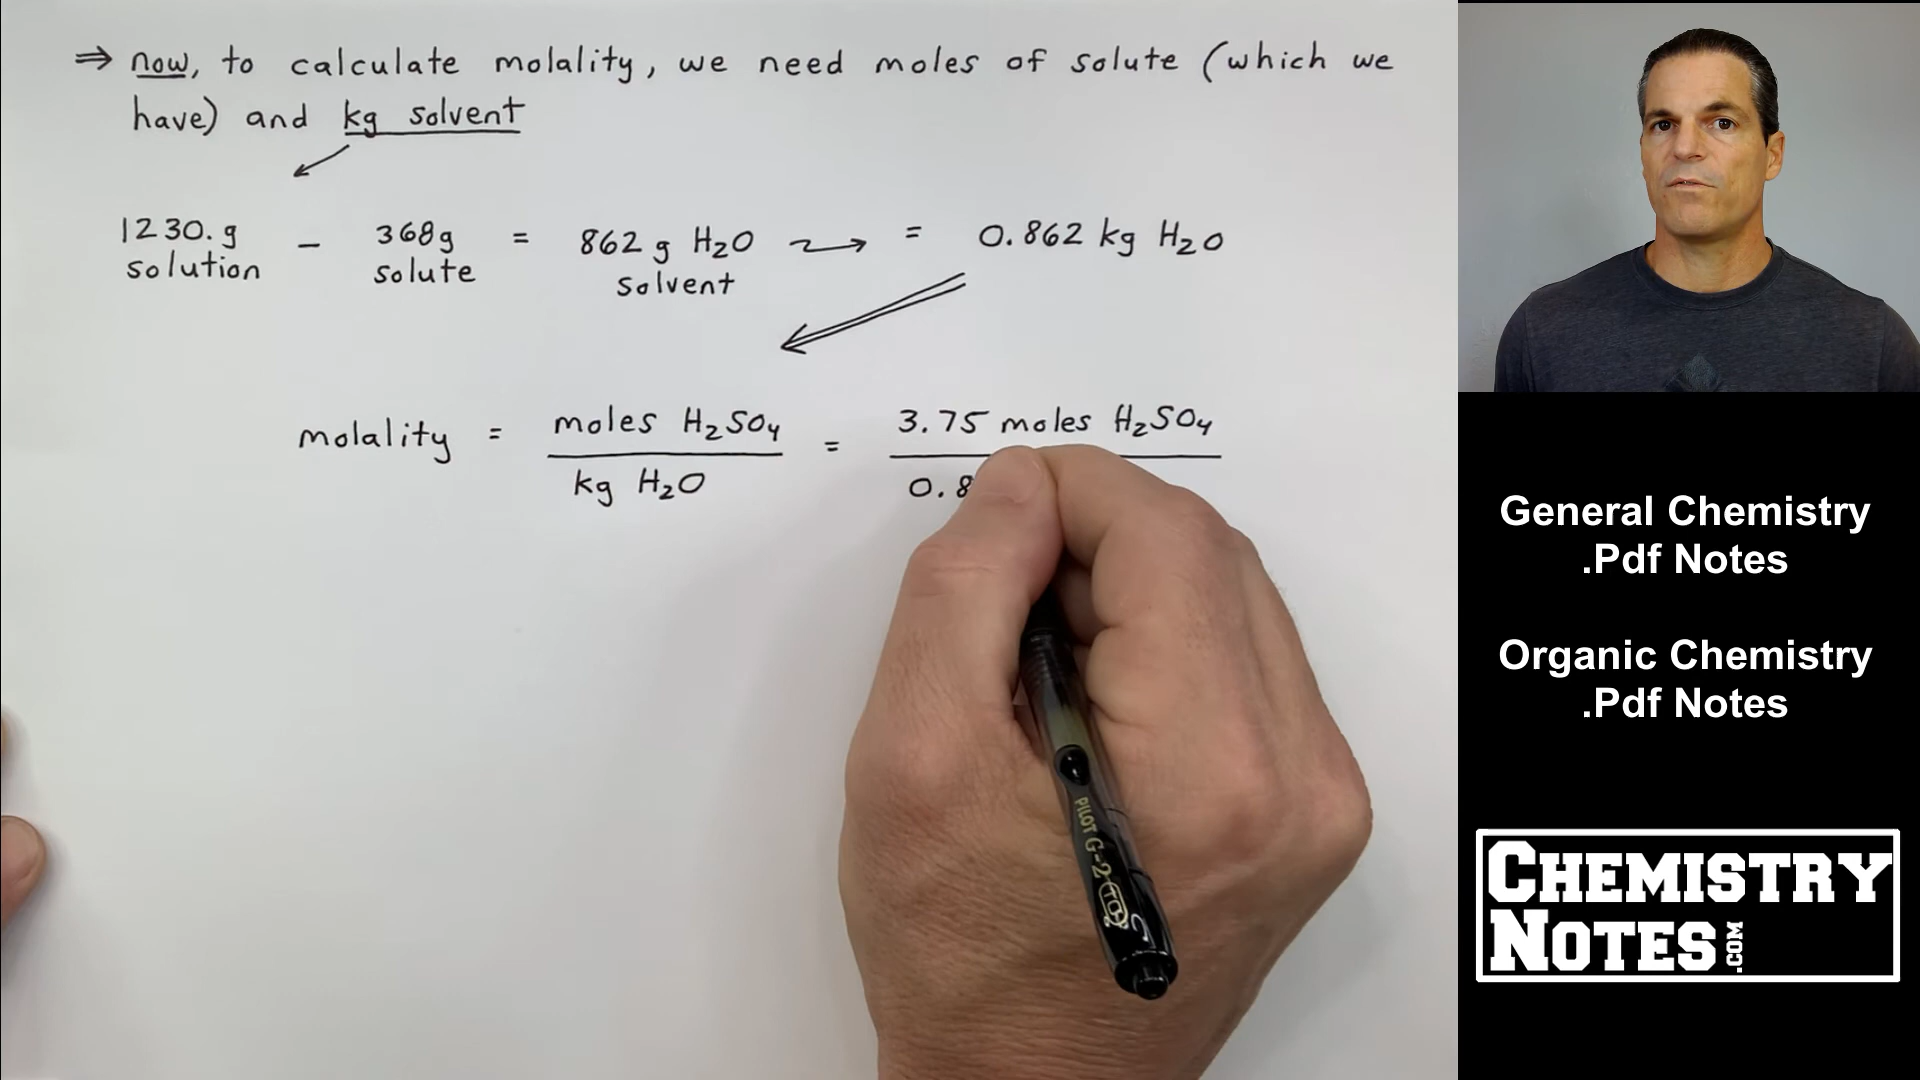 ⇒ now, to calculate molality, we need moles of solute (which we
have) and kg solvent
1230. g - 368g = 862 g H2O = 0.862 kg H2O
solution solute solvent
molality = moles H2SO4 = 3.75 moles H2SO4
kg H2O 0.8
PILOT G-2
General Chemistry
.Pdf Notes
Organic Chemistry
.Pdf Notes
CHEMISTRY
NOTES.COM